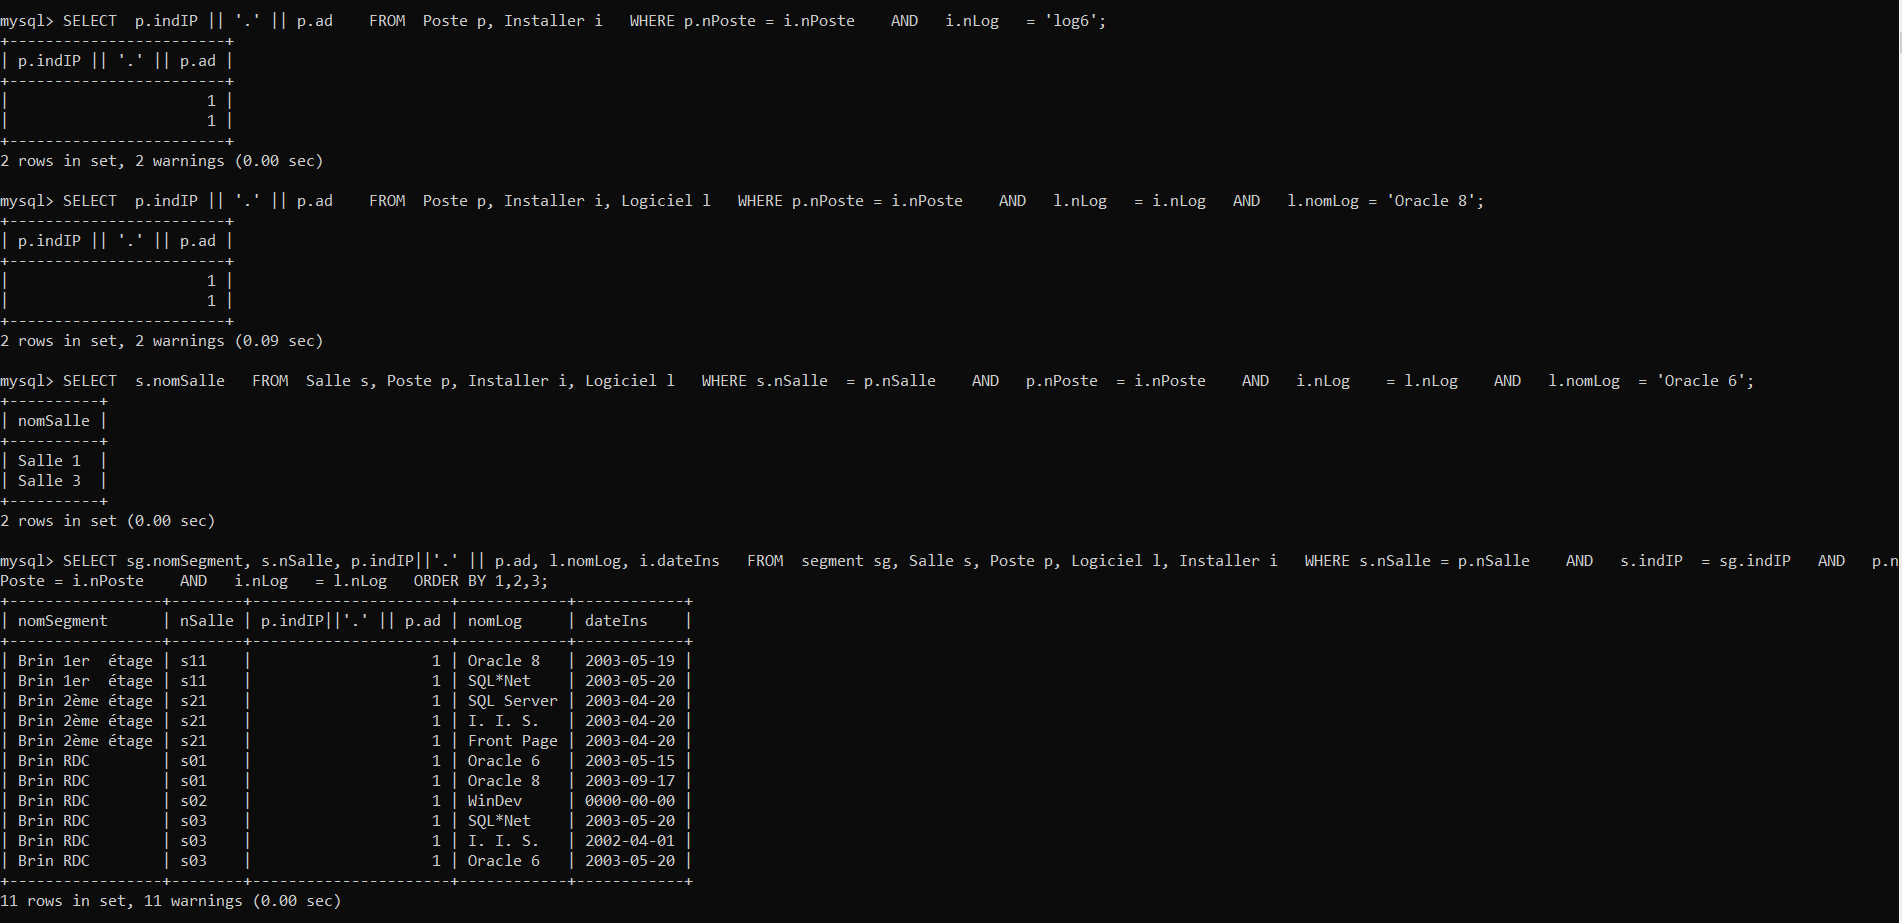 mysql> SELECT  p.indIP || '.' || p.ad    FROM  Poste p, Installer i   WHERE p.nPoste = i.nPoste    AND   i.nLog   = 'log6';
+------------------------+
| p.indIP || '.' || p.ad |
+------------------------+
|                      1 |
|                      1 |
+------------------------+
2 rows in set, 2 warnings (0.00 sec)
mysql> SELECT  p.indIP || '.' || p.ad    FROM  Poste p, Installer i, Logiciel l   WHERE p.nPoste = i.nPoste    AND   l.nLog   = i.nLog   AND   l.nomLog = 'Oracle 8';
+------------------------+
| p.indIP || '.' || p.ad |
+------------------------+
|                      1 |
|                      1 |
+------------------------+
2 rows in set, 2 warnings (0.09 sec)
mysql> SELECT  s.nomSalle   FROM  Salle s, Poste p, Installer i, Logiciel l   WHERE s.nSalle  = p.nSalle    AND   p.nPoste  = i.nPoste    AND   i.nLog    = l.nLog    AND   l.nomLog  = 'Oracle 6';
+----------+
| nomSalle |
+----------+
| Salle 1  |
| Salle 3  |
+----------+
2 rows in set (0.00 sec)
mysql> SELECT sg.nomSegment, s.nSalle, p.indIP||'.' || p.ad, l.nomLog, i.dateIns   FROM  segment sg, Salle s, Poste p, Logiciel l, Installer i   WHERE s.nSalle = p.nSalle    AND   s.indIP  = sg.indIP   AND   p.n
Poste = i.nPoste    AND   i.nLog   = l.nLog   ORDER BY 1,2,3;
+-----------------+--------+----------------------+------------+------------+
| nomSegment      | nSalle | p.indIP||'.' || p.ad | nomLog     | dateIns    |
+-----------------+--------+----------------------+------------+------------+
| Brin 1er  étage | s11    |                    1 | Oracle 8   | 2003-05-19 |
| Brin 1er  étage | s11    |                    1 | SQL*Net    | 2003-05-20 |
| Brin 2ème étage | s21    |                    1 | SQL Server | 2003-04-20 |
| Brin 2ème étage | s21    |                    1 | I. I. S.   | 2003-04-20 |
| Brin 2ème étage | s21    |                    1 | Front Page | 2003-04-20 |
| Brin RDC        | s01    |                    1 | Oracle 6   | 2003-05-15 |
| Brin RDC        | s01    |                    1 | Oracle 8   | 2003-09-17 |
| Brin RDC        | s02    |                    1 | WinDev     | 0000-00-00 |
| Brin RDC        | s03    |                    1 | SQL*Net    | 2003-05-20 |
| Brin RDC        | s03    |                    1 | I. I. S.   | 2002-04-01 |
| Brin RDC        | s03    |                    1 | Oracle 6   | 2003-05-20 |
+-----------------+--------+----------------------+------------+------------+
11 rows in set, 11 warnings (0.00 sec)